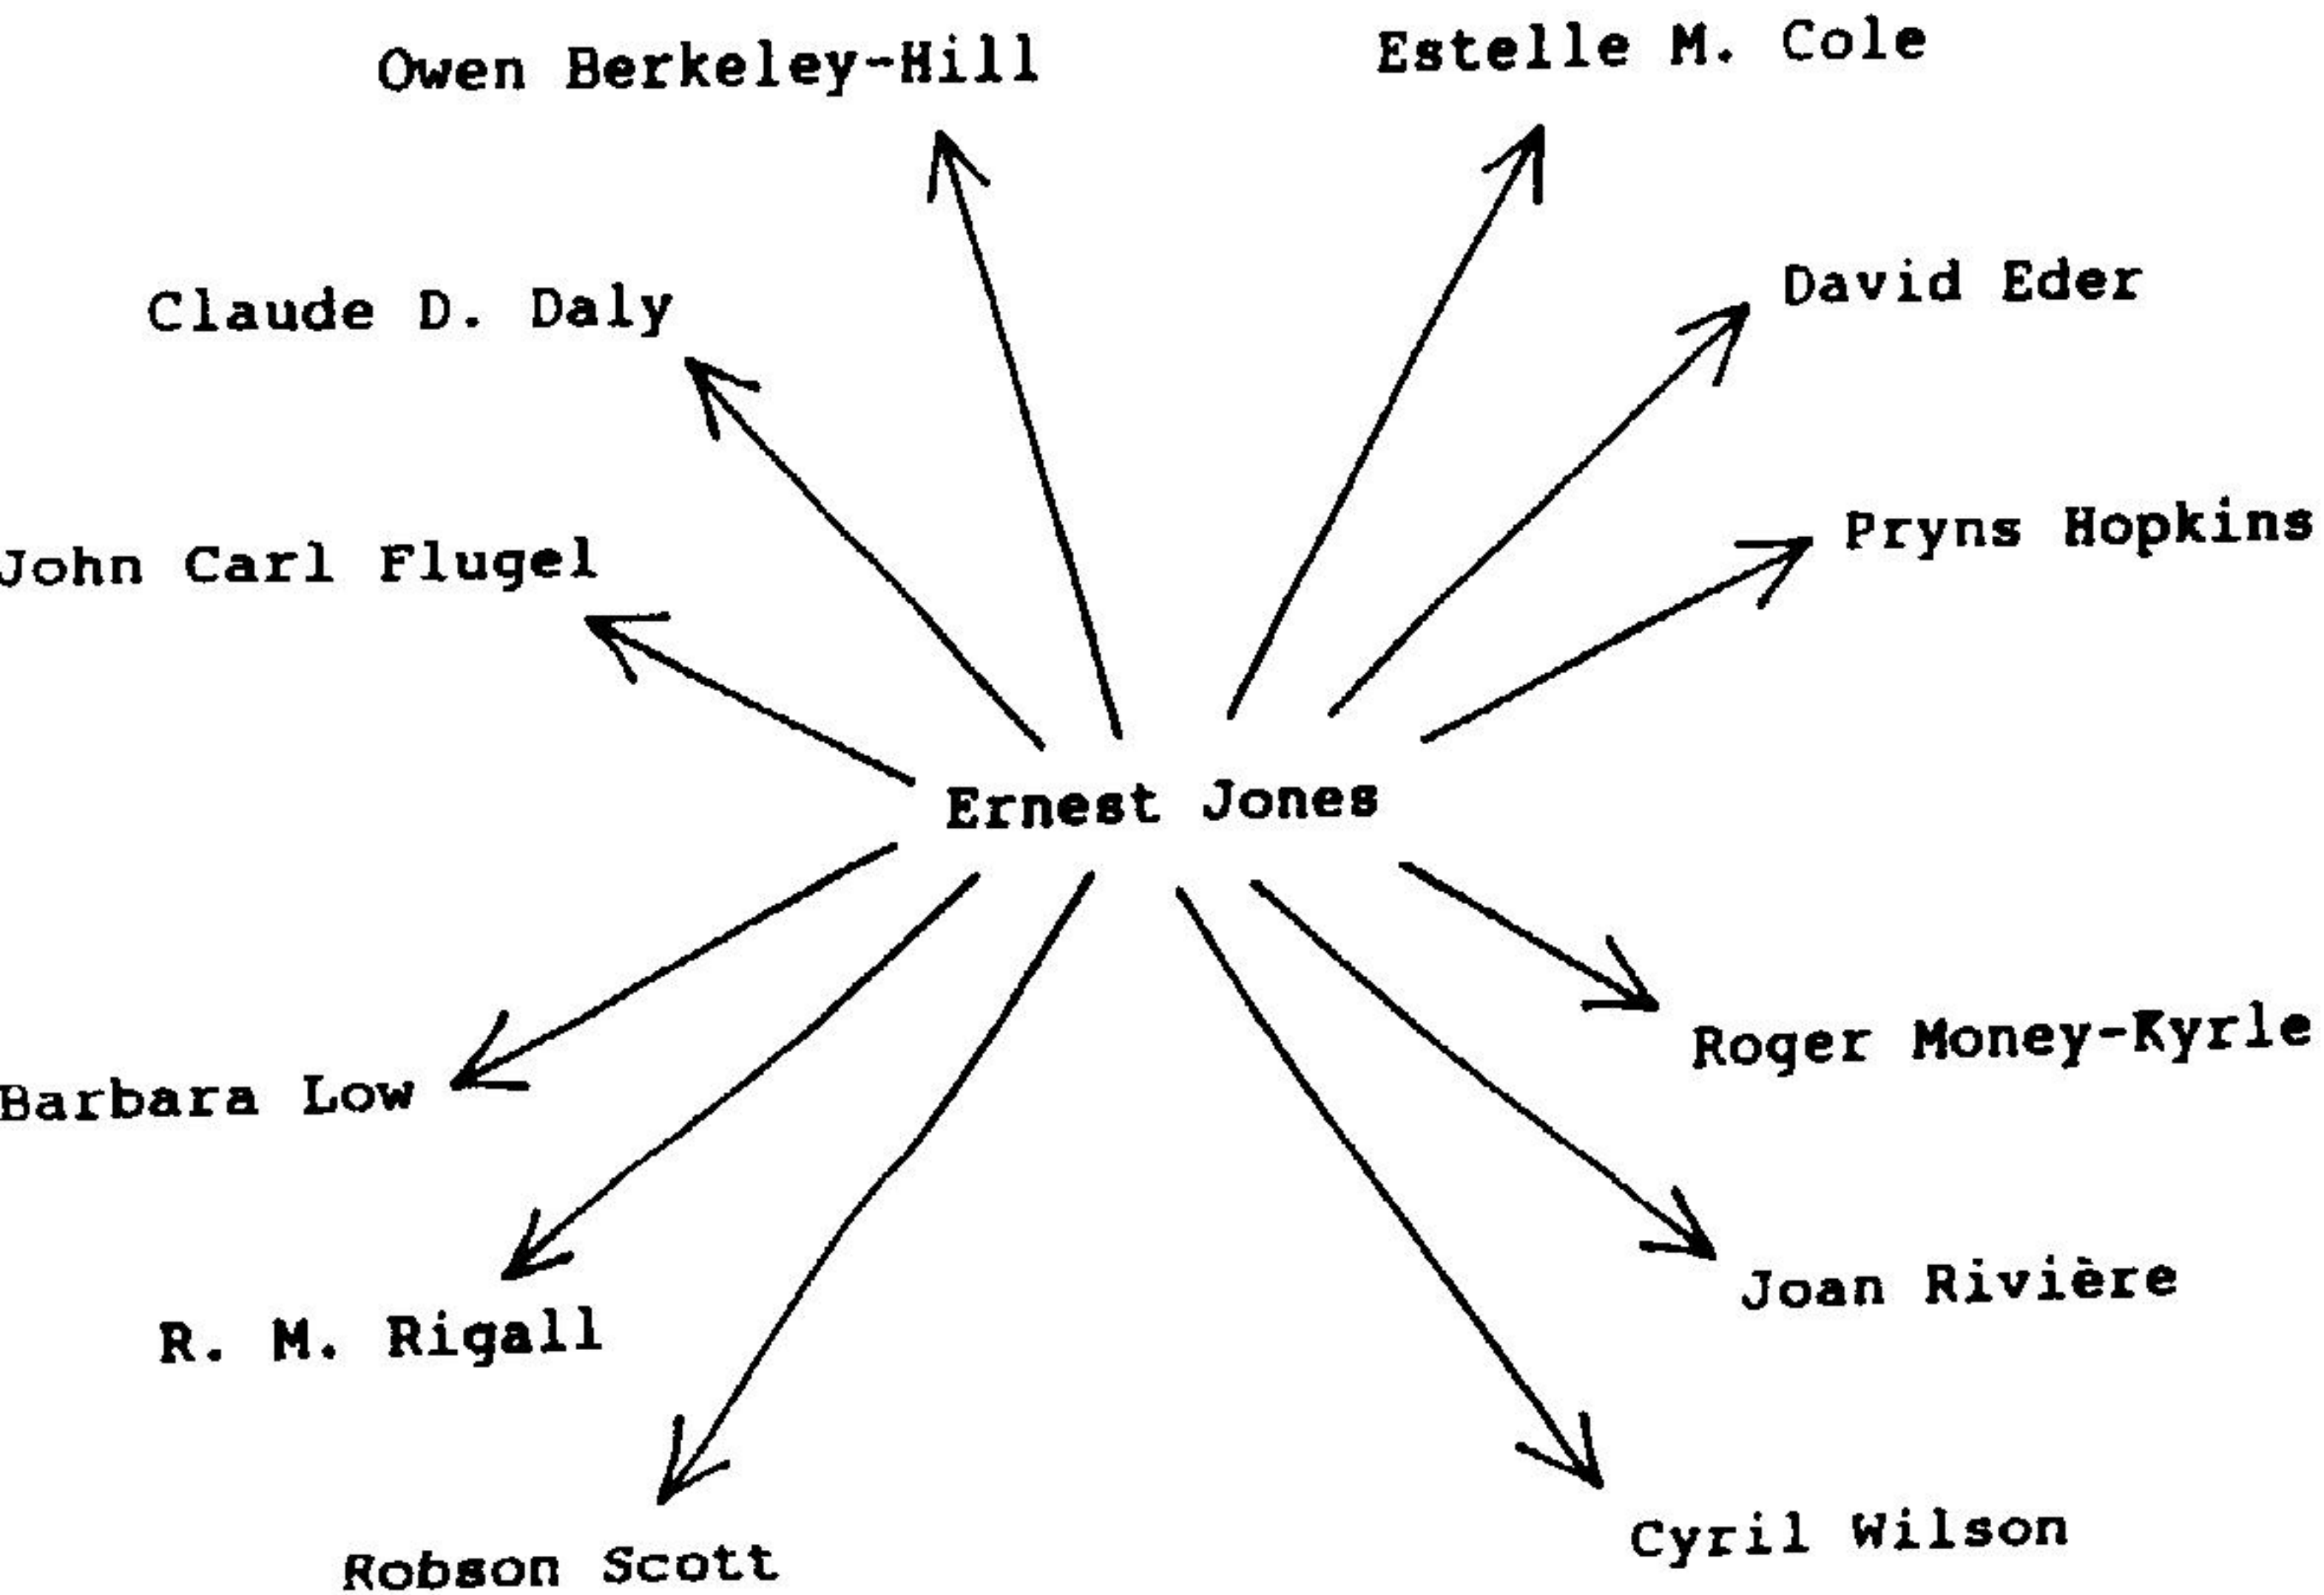 Owen Berkeley-Hill
Estelle M. Cole
Claude D. Daly
David Eder
John Carl Flugel
Pryns Hopkins
Ernest Jones
Barbara Low
Roger Money-Kyrle
R. M. Rigall
Joan Rivière
Robson Scott
Cyril Wilson